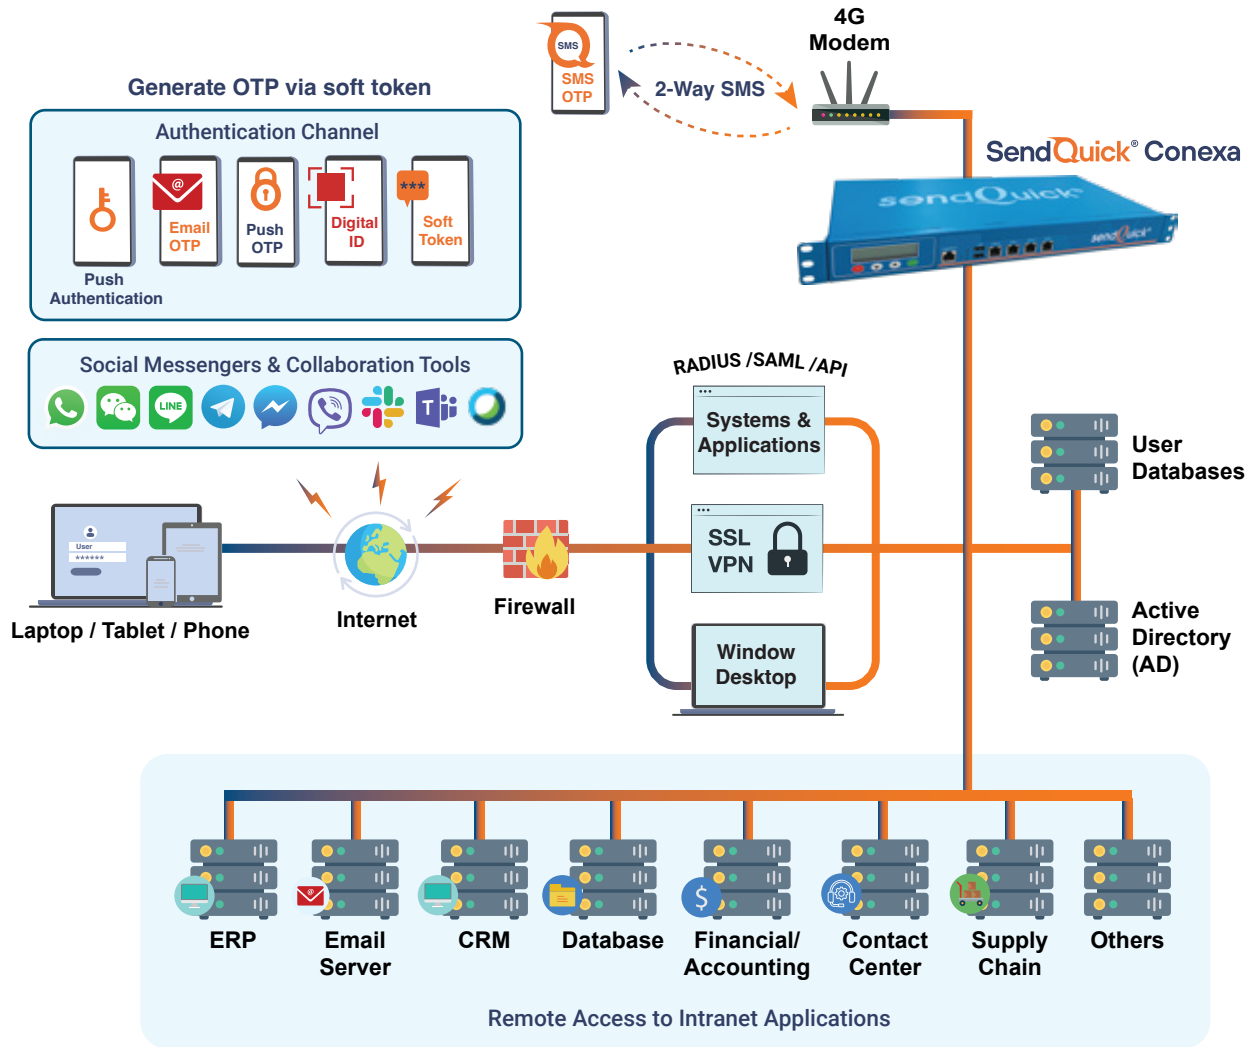 4G
Modem
SMS
SMS
OTP
2-Way SMS
Generate OTP via soft token
Authentication Channel
@
***
Email
OTP
Push
OTP
Digital
ID
Soft
Token
Push
Authentication
SendQuick® Conexa
sendQuick®
sendQuick®
Social Messengers & Collaboration Tools
LINE
T
RADIUS /SAML /API
Systems &
Applications
User
Databases
SSL
VPN
User
******
Laptop / Tablet / Phone
Internet
Firewall
Window
Desktop
Active
Directory
(AD)
@
$
ERP
Email
Server
CRM
Database
Financial/
Accounting
Contact
Center
Supply
Chain
Others
Remote Access to Intranet Applications